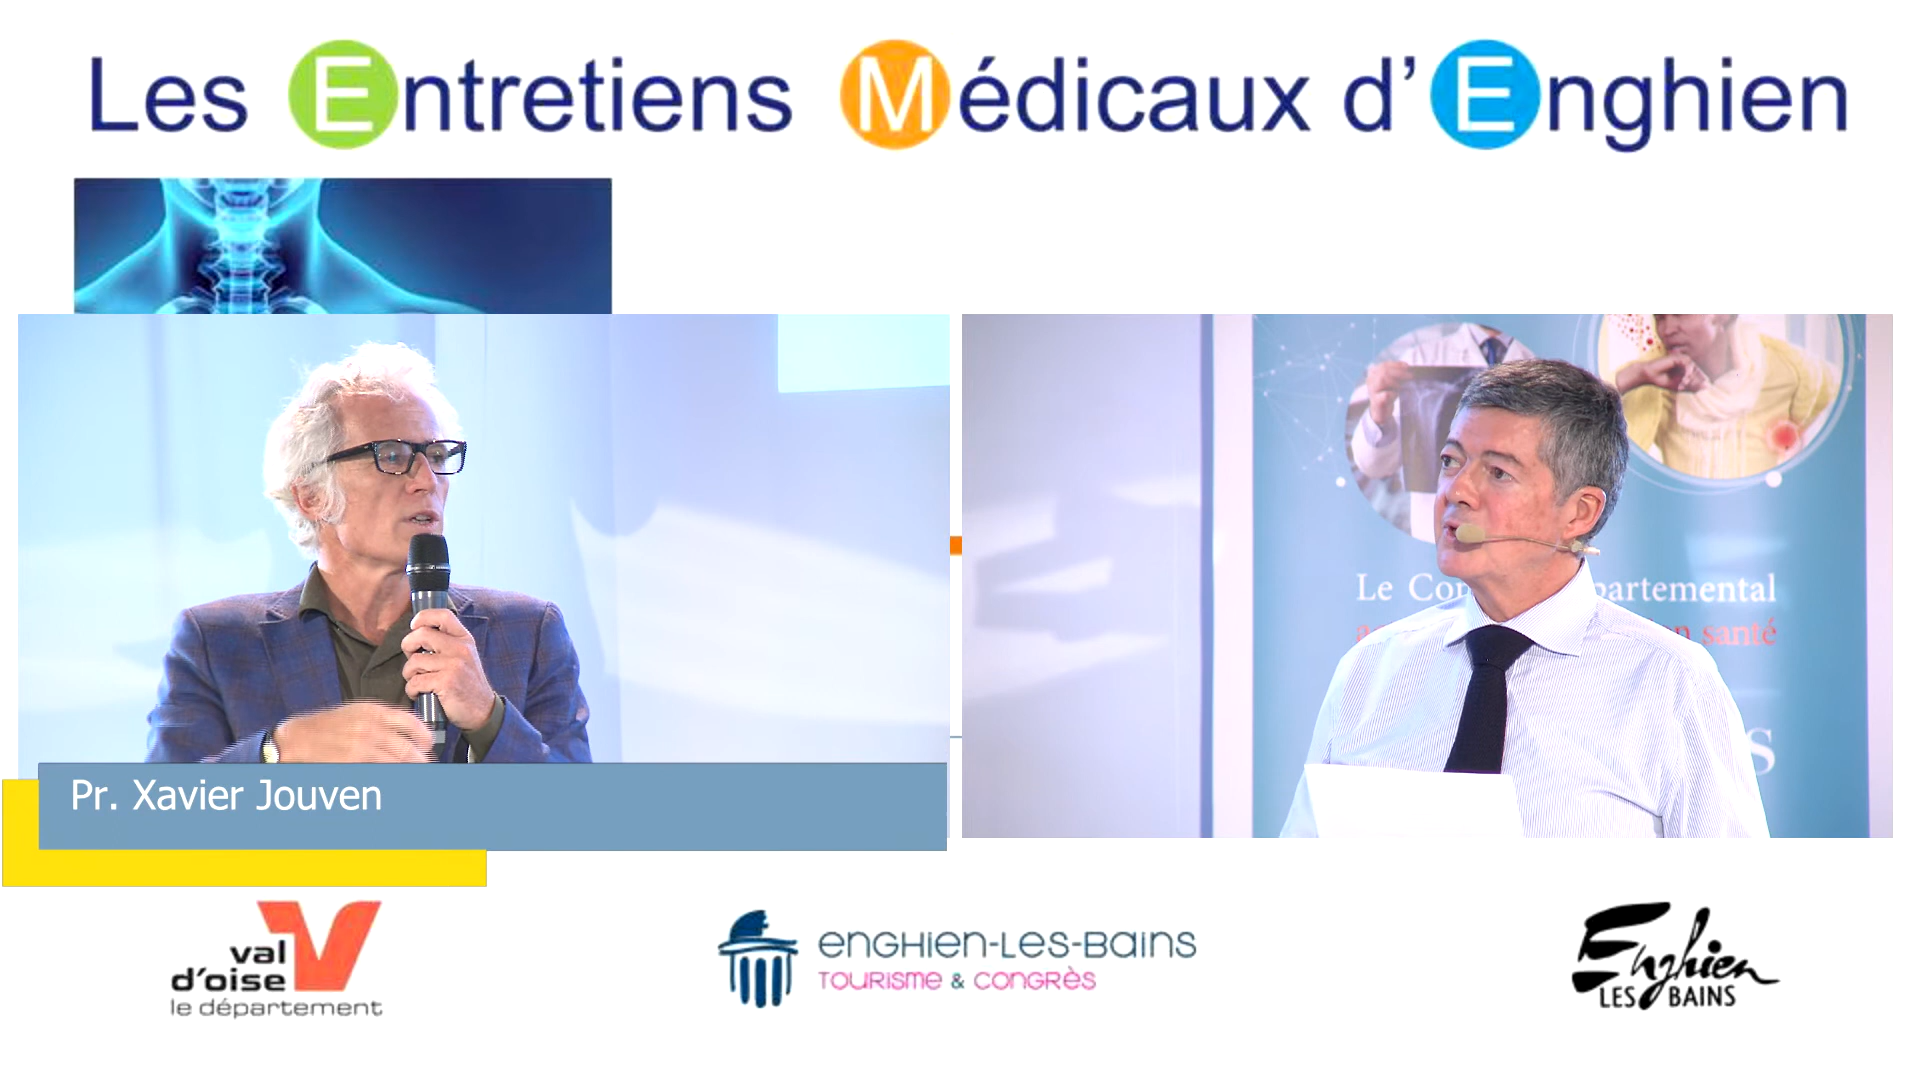 Les Entretiens Médicaux d'Enghien
Le Con partemental
n santé
S
Pr. Xavier Jouven
val
d'oise
le département
enGHien-Les-Bains
TOURISME & CONGRÈS
Enghien
LES BAINS